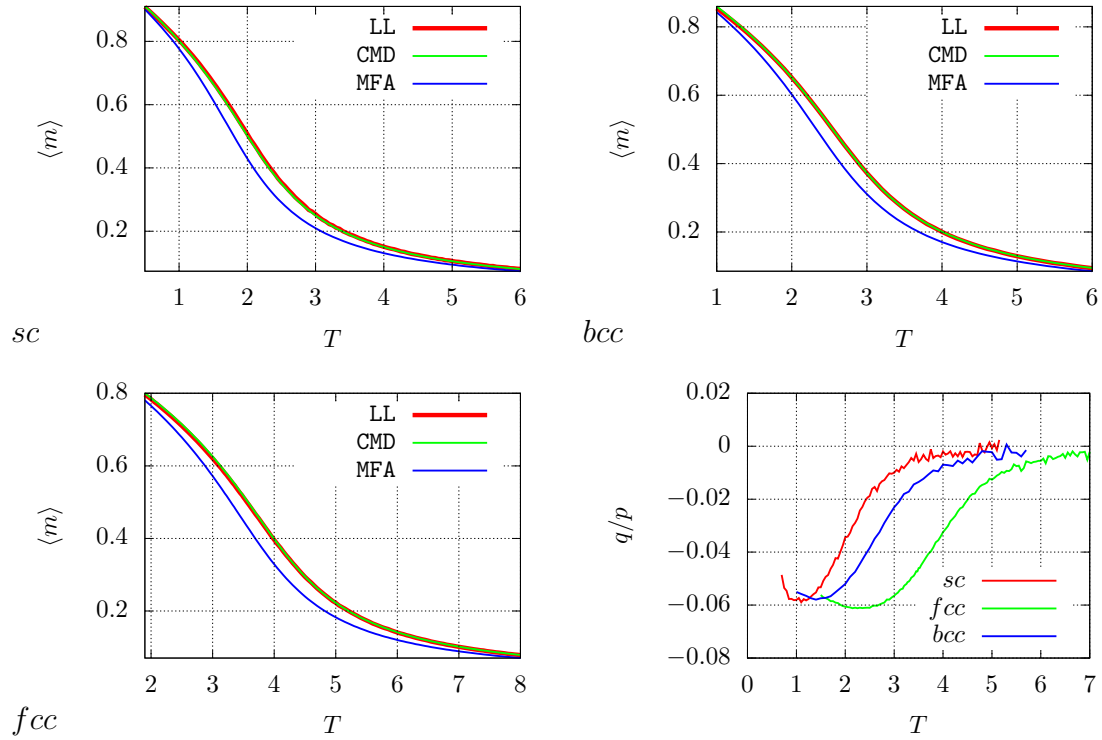 ⟨m⟩
0.8
0.6
0.4
0.2
1 2 3 4 5 6
T
LL
CMD
MFA
sc
⟨m⟩
0.8
0.6
0.4
0.2
1 2 3 4 5 6
T
LL
CMD
MFA
bcc
⟨m⟩
0.8
0.6
0.4
0.2
2 3 4 5 6 7 8
T
LL
CMD
MFA
fcc
q/p
0.02
0
−0.02
−0.04
−0.06
−0.08
0 1 2 3 4 5 6 7
T
sc
fcc
bcc